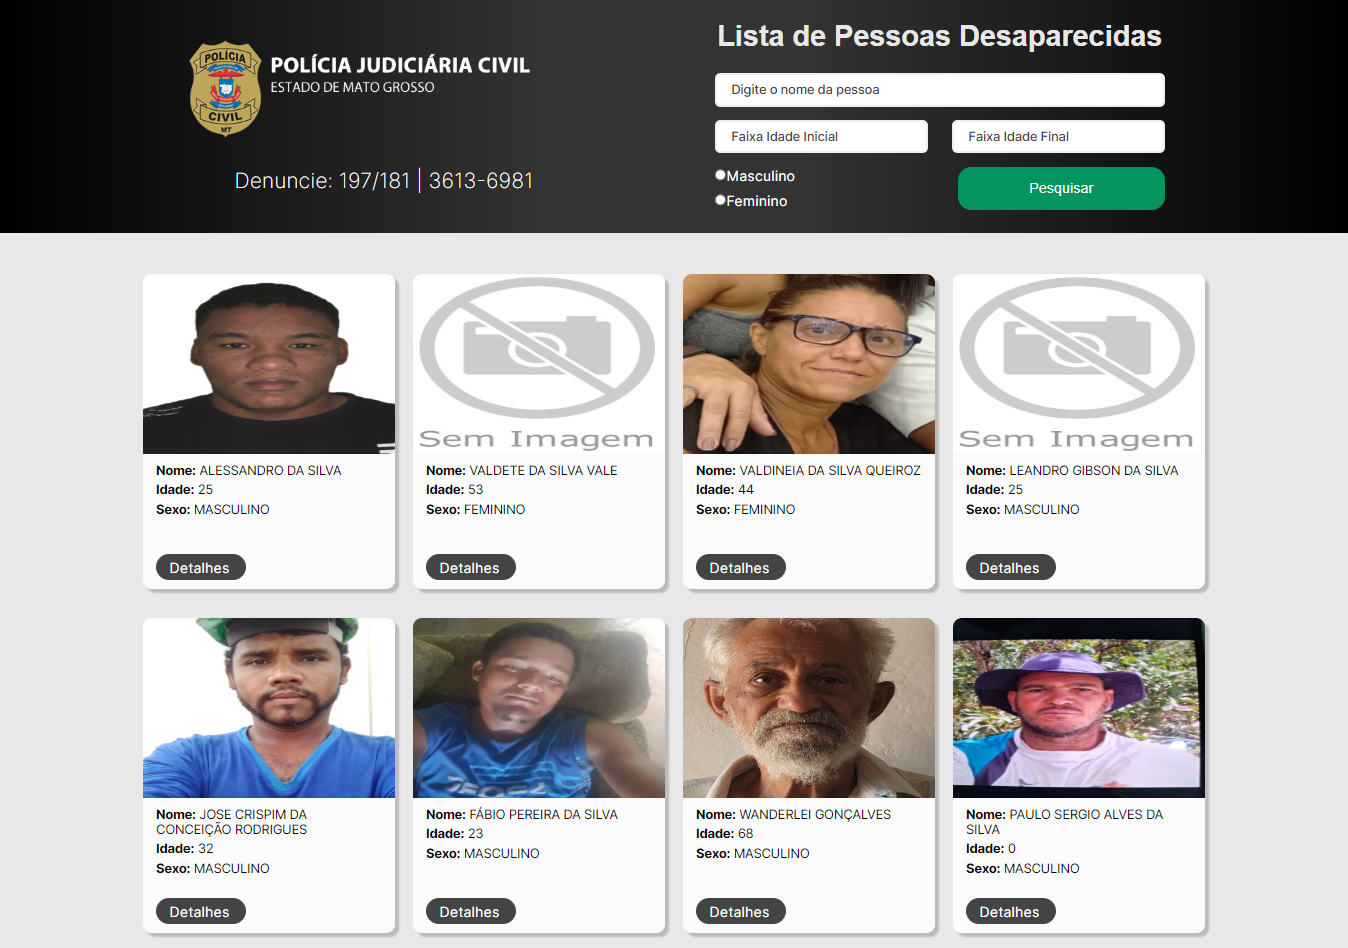 POLÍCIA
CIVIL
MT
POLÍCIA JUDICIÁRIA CIVIL
ESTADO DE MATO GROSSO
Denuncie: 197/181 | 3613-6981
Lista de Pessoas Desaparecidas
Digite o nome da pessoa
Faixa Idade Inicial
Faixa Idade Final
Masculino
Feminino
Pesquisar
Nome: ALESSANDRO DA SILVA
Idade: 25
Sexo: MASCULINO
Detalhes
Sem Imagem
Nome: VALDETE DA SILVA VALE
Idade: 53
Sexo: FEMININO
Detalhes
Nome: VALDINEIA DA SILVA QUEIROZ
Idade: 44
Sexo: FEMININO
Detalhes
Sem Imagem
Nome: LEANDRO GIBSON DA SILVA
Idade: 25
Sexo: MASCULINO
Detalhes
Nome: JOSE CRISPIM DA
CONCEIÇÃO RODRIGUES
Idade: 32
Sexo: MASCULINO
Detalhes
Nome: FÁBIO PEREIRA DA SILVA
Idade: 23
Sexo: MASCULINO
Detalhes
Nome: WANDERLEI GONÇALVES
Idade: 68
Sexo: MASCULINO
Detalhes
Nome: PAULO SERGIO ALVES DA
SILVA
Idade: 0
Sexo: MASCULINO
Detalhes